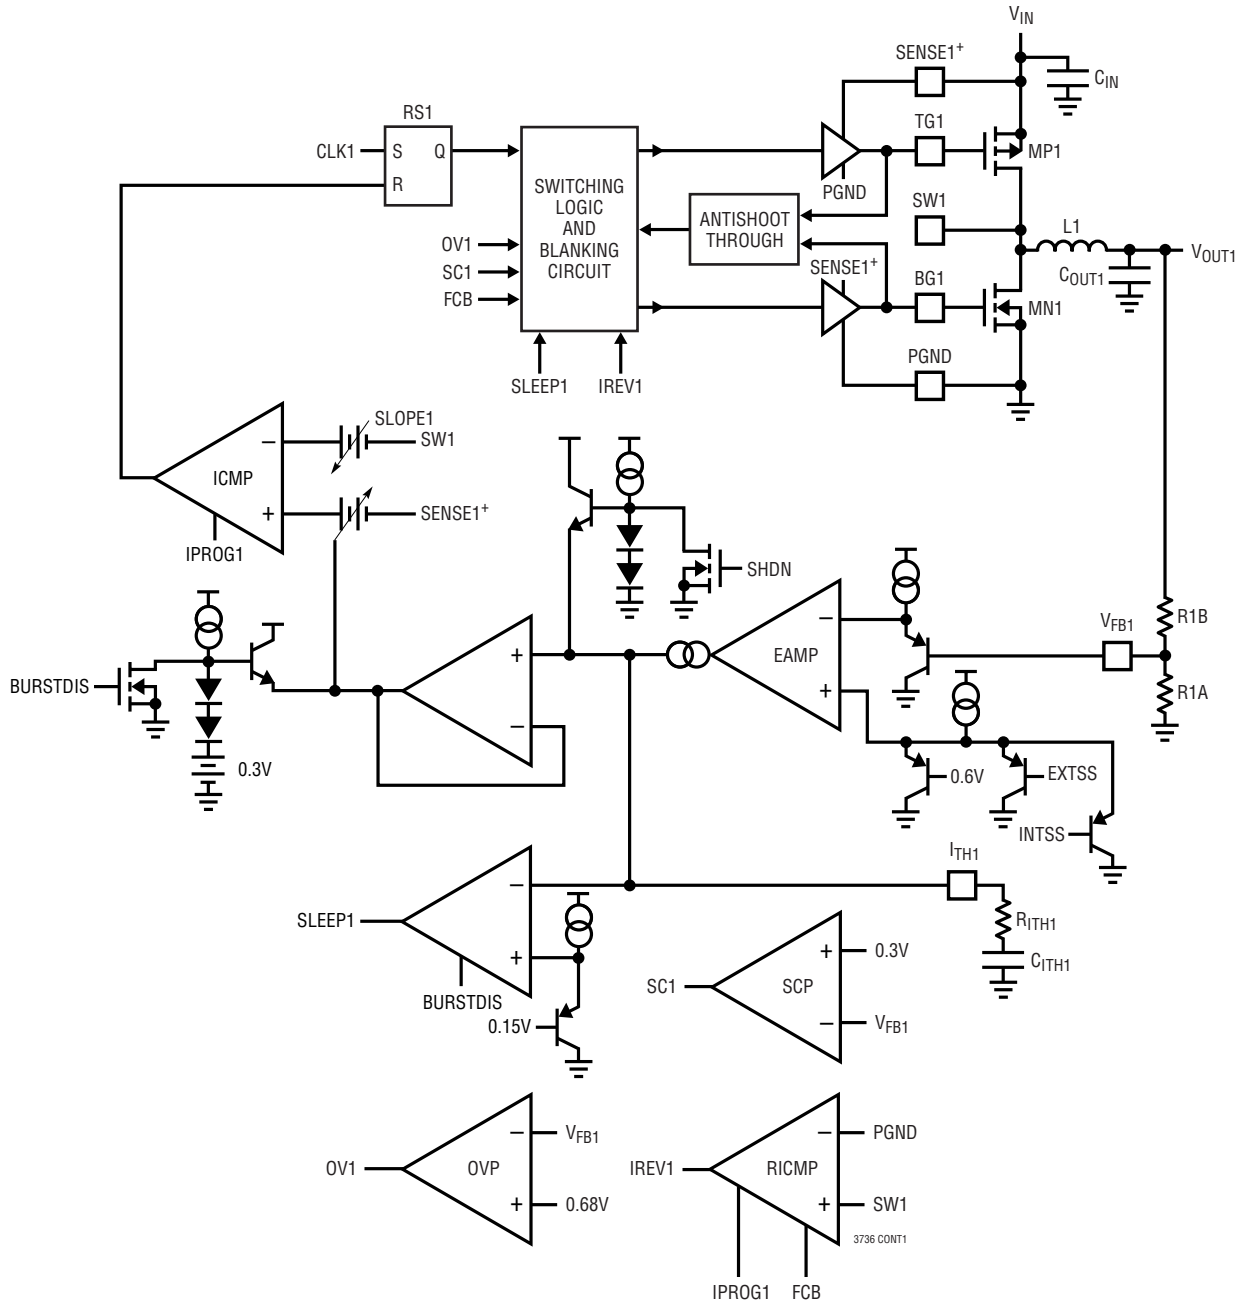 VIN
SENSE1+
CIN
RS1
TG1
CLK1
S
Q
R
MP1
PGND
SWITCHING
LOGIC
AND
BLANKING
CIRCUIT
ANTISHOOT
THROUGH
SW1
L1
OV1
SC1
FCB
SENSE1+
BG1
COUT1
VOUT1
MN1
PGND
SLEEP1
IREV1
SLOPE1
−
SW1
ICMP
+
SENSE1+
IPROG1
SHDN
−
EAMP
+
VFB1
R1B
R1A
BURSTDIS
+
−
0.3V
0.6V
EXTSS
INTSS
ITH1
−
SLEEP1
+
BURSTDIS
0.15V
RITH1
CITH1
+
0.3V
SC1
SCP
−
VFB1
−
VFB1
OV1
OVP
+
0.68V
−
PGND
IREV1
RICMP
+
SW1
3736 CONT1
IPROG1
FCB